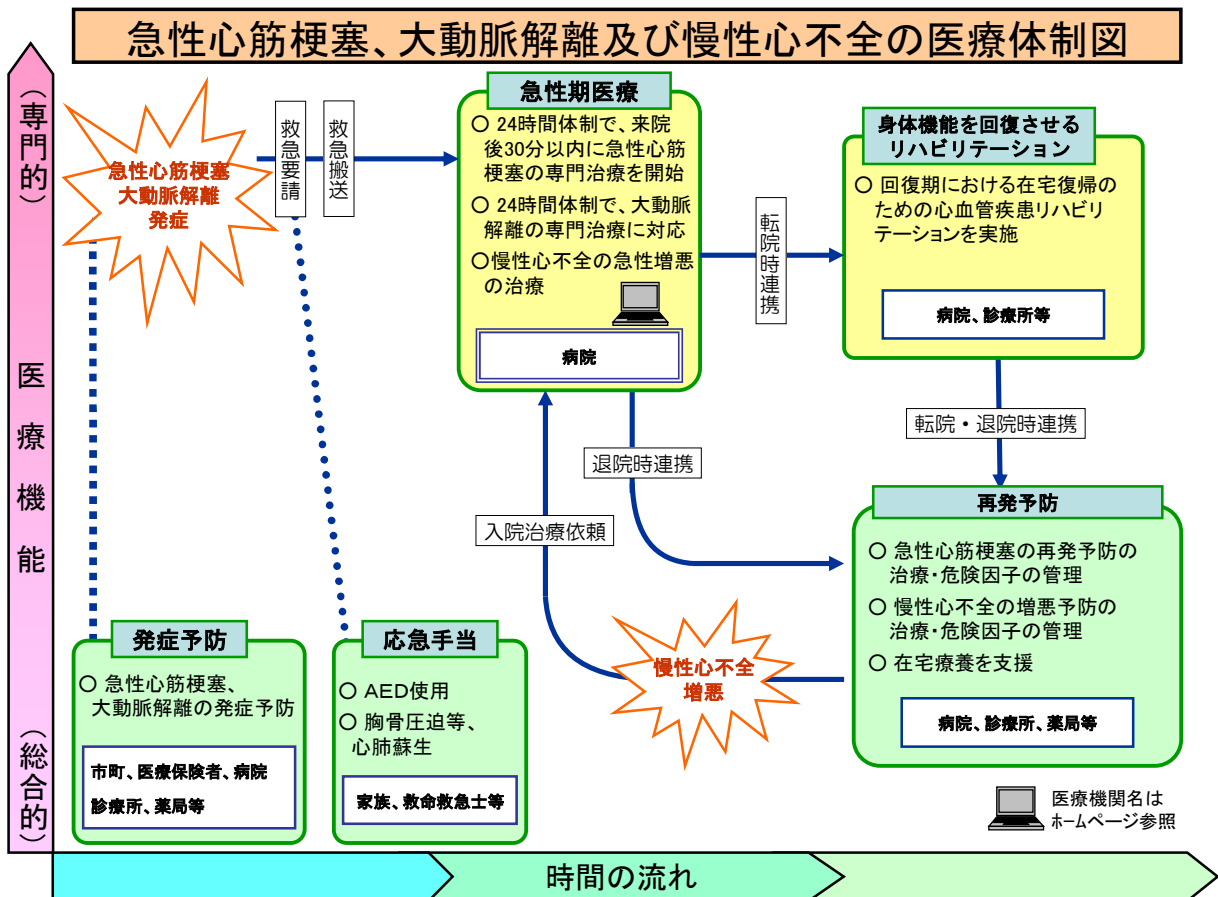 急性心筋梗塞、大動脈解離及び慢性心不全の医療体制図
（専門的）
医療機能
（総合的）
急性心筋梗塞
大動脈解離
発症
救急要請
救急搬送
急性期医療
○ 24時間体制で、来院
後30分以内に急性心筋
梗塞の専門治療を開始
○ 24時間体制で、大動脈
解離の専門治療に対応
○慢性心不全の急性増悪
の治療
病院
転院時連携
身体機能を回復させる
リハビリテーション
○ 回復期における在宅復帰の
ための心血管疾患リハビリ
テーションを実施
病院、診療所等
転院・退院時連携
退院時連携
入院治療依頼
再発予防
○ 急性心筋梗塞の再発予防の
治療・危険因子の管理
○ 慢性心不全の増悪予防の
治療・危険因子の管理
○ 在宅療養を支援
病院、診療所、薬局等
慢性心不全
増悪
発症予防
○ 急性心筋梗塞、
大動脈解離の発症予防
市町、医療保険者、病院
診療所、薬局等
応急手当
○ AED使用
○ 胸骨圧迫等、
心肺蘇生
家族、救命救急士等
医療機関名は
ホームページ参照
時間の流れ